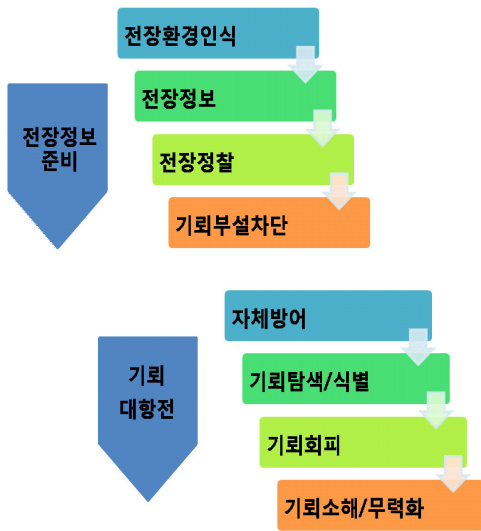 전장환경인식
전장정보
전장정찰
기뢰부설차단
전장정보
준비
자체방어
기뢰탐색/식별
기뢰회피
기뢰소해/무력화
기뢰
대항전